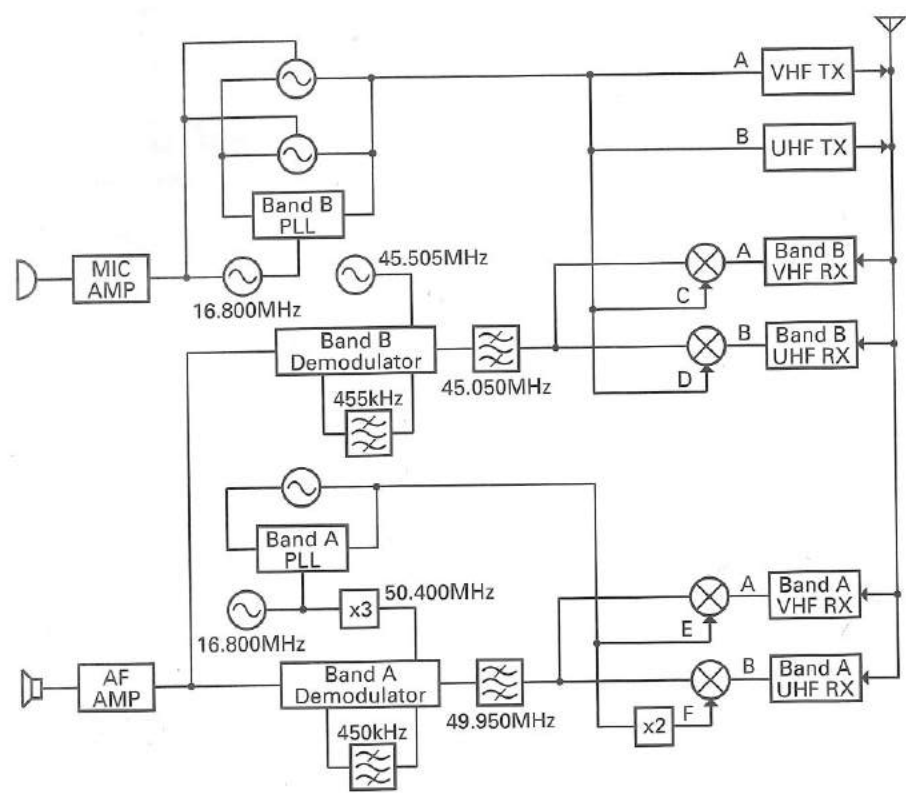 A
VHF TX
B
UHF TX
Band B
PLL
MIC
AMP
16.800MHz
45.505MHz
A
Band B
VHF RX
C
Band B
Demodulator
45.050MHz
B
Band B
UHF RX
D
455kHz
Band A
PLL
50.400MHz
x3
16.800MHz
A
Band A
VHF RX
E
AF
AMP
Band A
Demodulator
49.950MHz
B
Band A
UHF RX
x2
F
450kHz